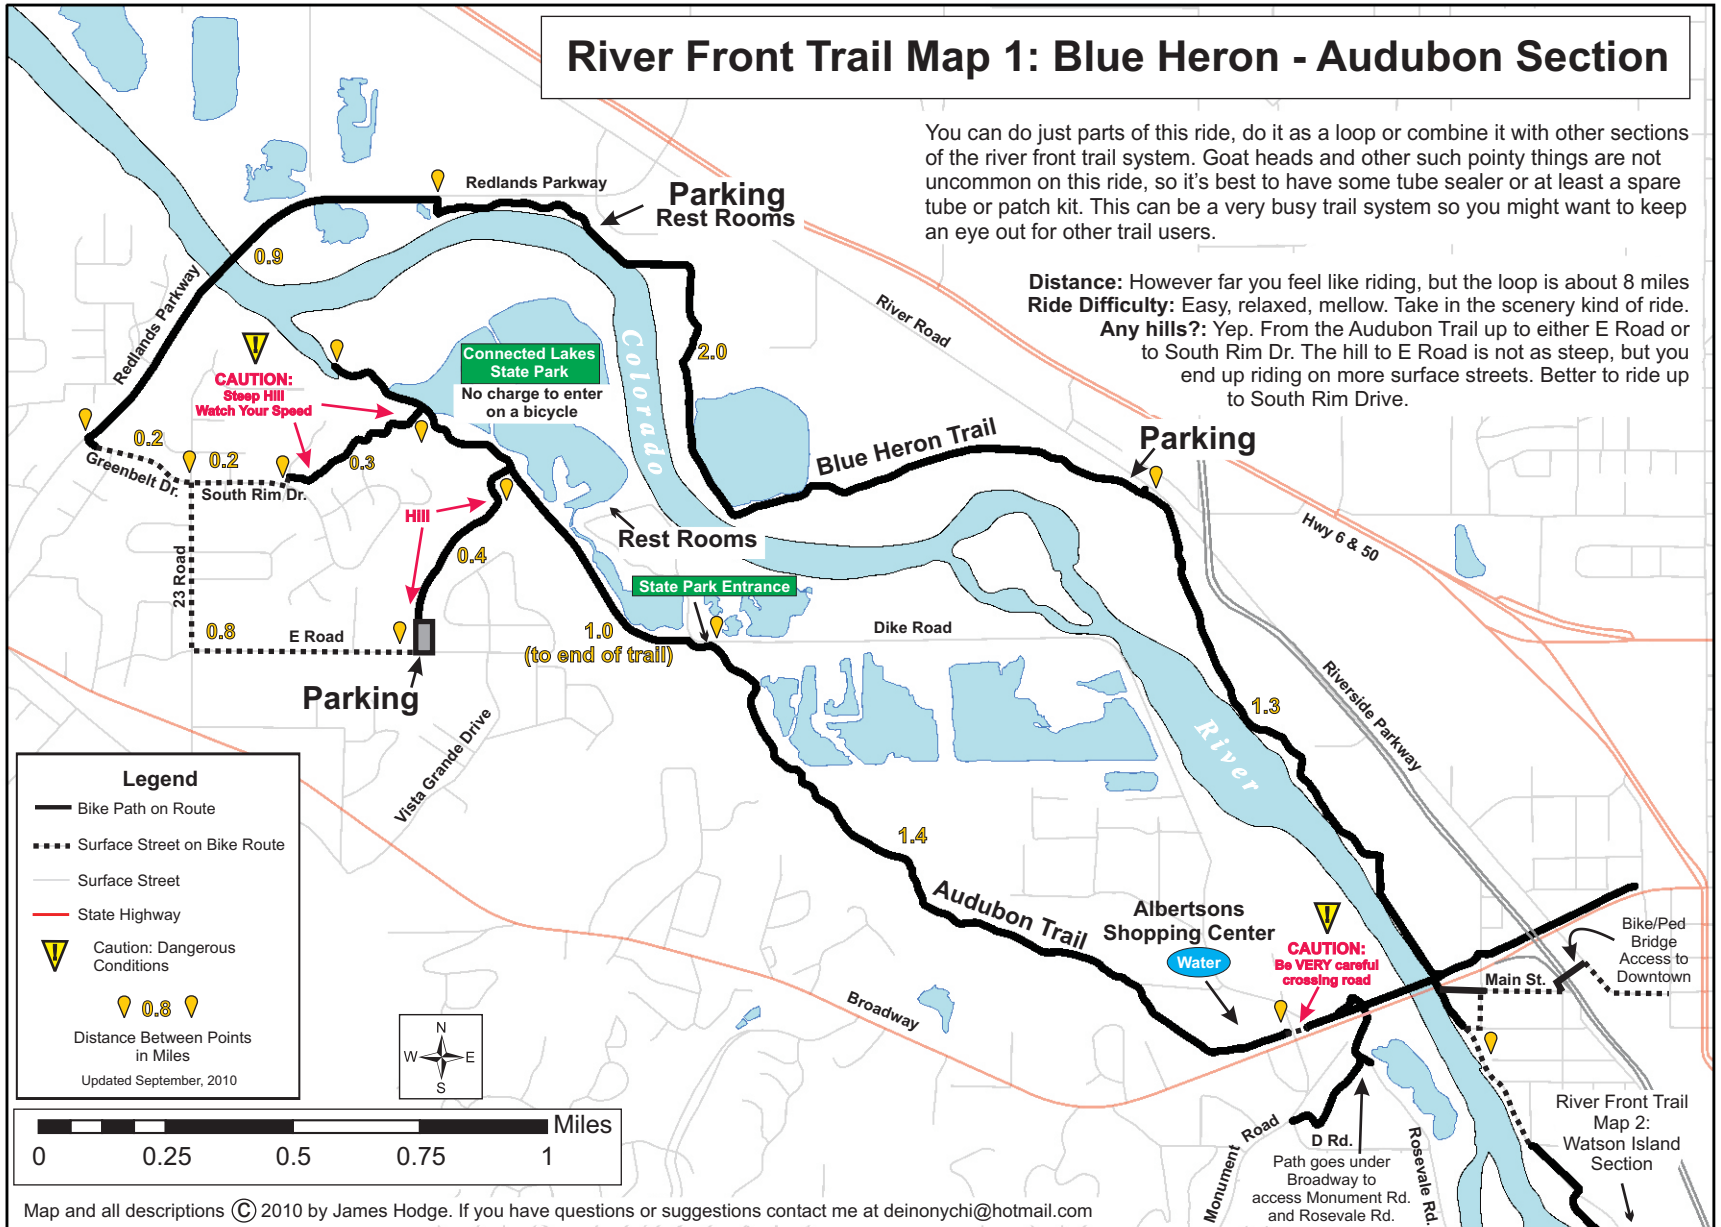 River Front Trail Map 1: Blue Heron - Audubon Section
You can do just parts of this ride, do it as a loop or combine it with other sections
of the river front trail system. Goat heads and other such pointy things are not
uncommon on this ride, so it's best to have some tube sealer or at least a spare
tube or patch kit. This can be a very busy trail system so you might want to keep
an eye out for other trail users.
Distance: However far you feel like riding, but the loop is about 8 miles
Ride Difficulty: Easy, relaxed, mellow. Take in the scenery kind of ride.
Any hills?: Yep. From the Audubon Trail up to either E Road or
to South Rim Dr. The hill to E Road is not as steep, but you
end up riding on more surface streets. Better to ride up
to South Rim Drive.
Redlands Parkway
Parking
Rest Rooms
0.9
Redlands Parkway
River Road
Colorado
2.0
Connected Lakes
State Park
No charge to enter
on a bicycle
CAUTION:
Steep Hill
Watch Your Speed
0.2
Greenbelt Dr.
0.2
South Rim Dr.
0.3
Blue Heron Trail
Parking
Hwy 6 & 50
Hill
0.4
Rest Rooms
State Park Entrance
23 Road
0.8
E Road
Parking
1.0
(to end of trail)
Dike Road
1.3
River
Riverside Parkway
Vista Grande Drive
1.4
Audubon Trail
Albertsons
Shopping Center
Water
CAUTION:
Be VERY careful
crossing road
Broadway
Main St.
Bike/Ped
Bridge
Access to
Downtown
Monument Road
D Rd.
Path goes under
Broadway to
access Monument Rd.
and Rosevale Rd.
Rosevale Rd.
River Front Trail
Map 2:
Watson Island
Section
Legend
Bike Path on Route
Surface Street on Bike Route
Surface Street
State Highway
Caution: Dangerous
Conditions
0.8
Distance Between Points
in Miles
Updated September, 2010
N
W E
S
Miles
0 0.25 0.5 0.75 1
Map and all descriptions © 2010 by James Hodge. If you have questions or suggestions contact me at deinonychi@hotmail.com